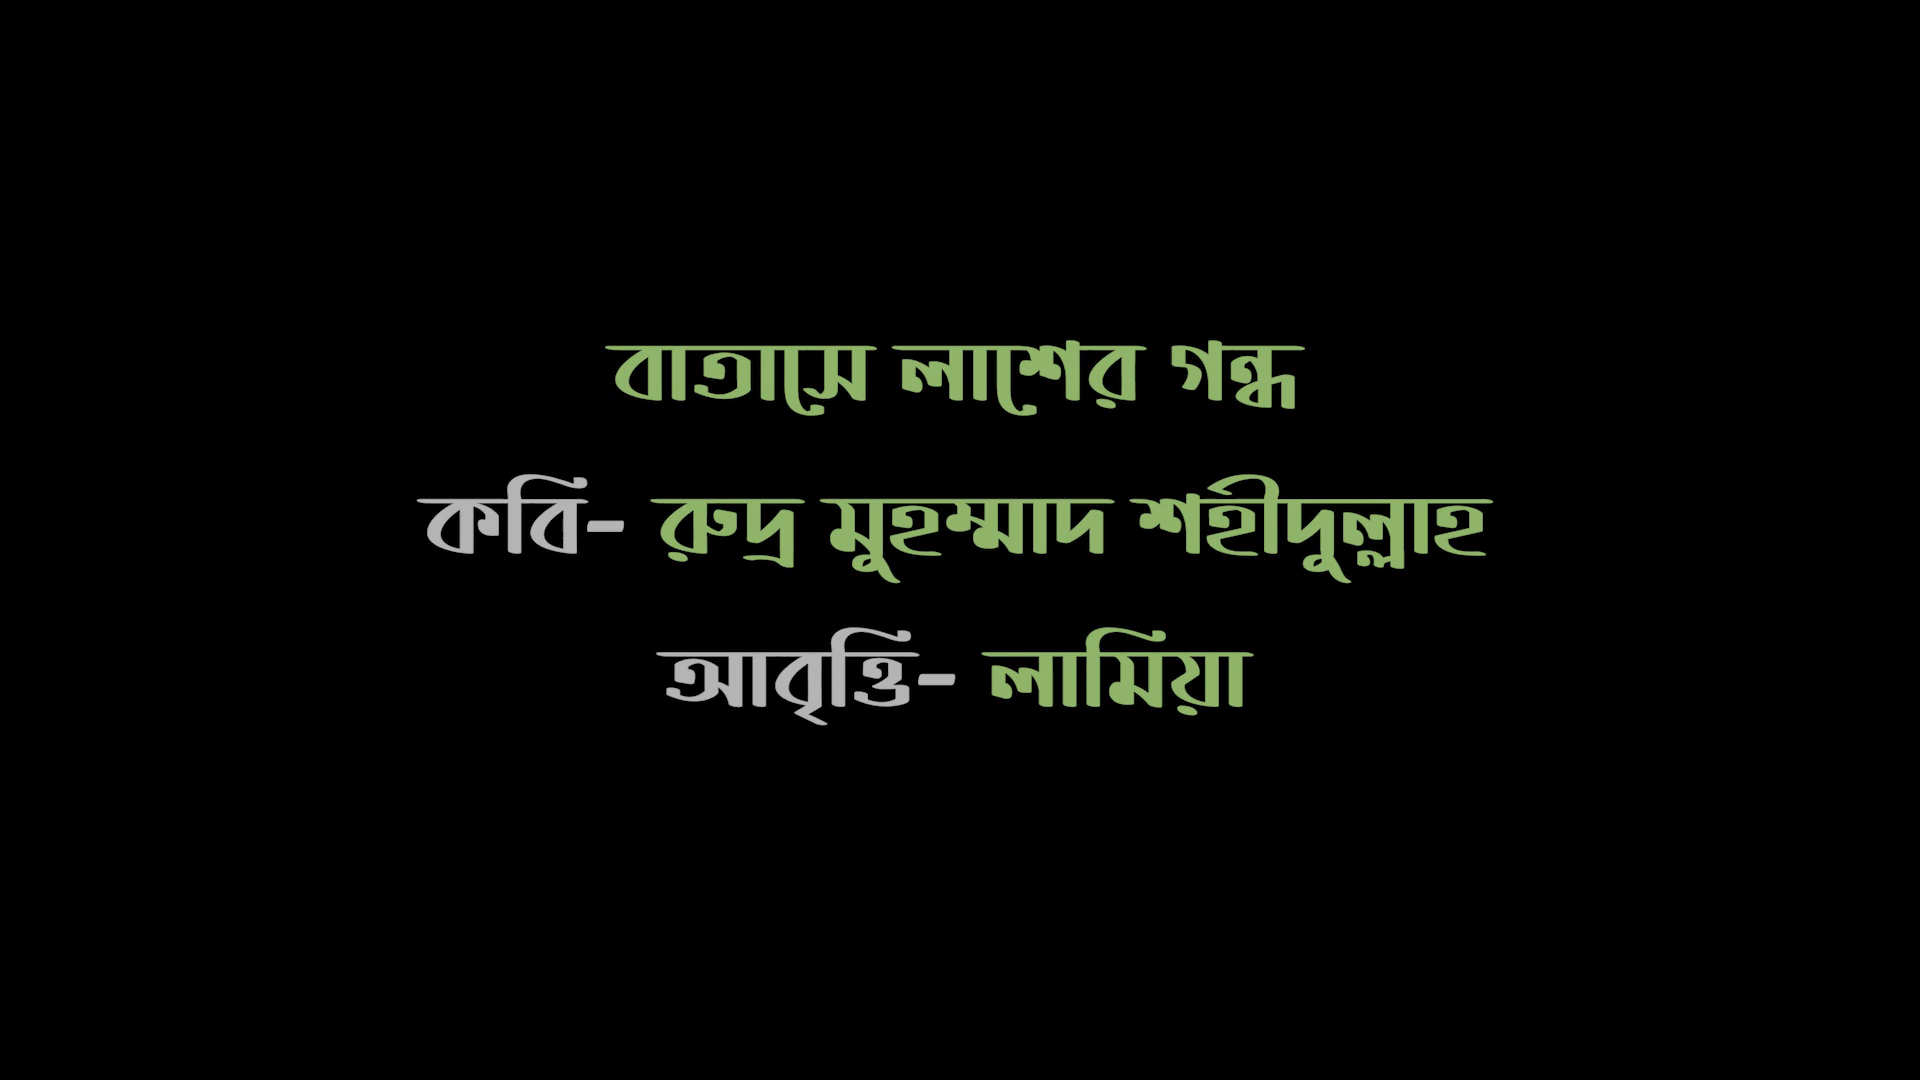 বাতাসে লাশের গন্ধ
কবি- রুদ্র মুহম্মাদ শহীদুল্লাহ
আবৃত্তি- লামিয়া